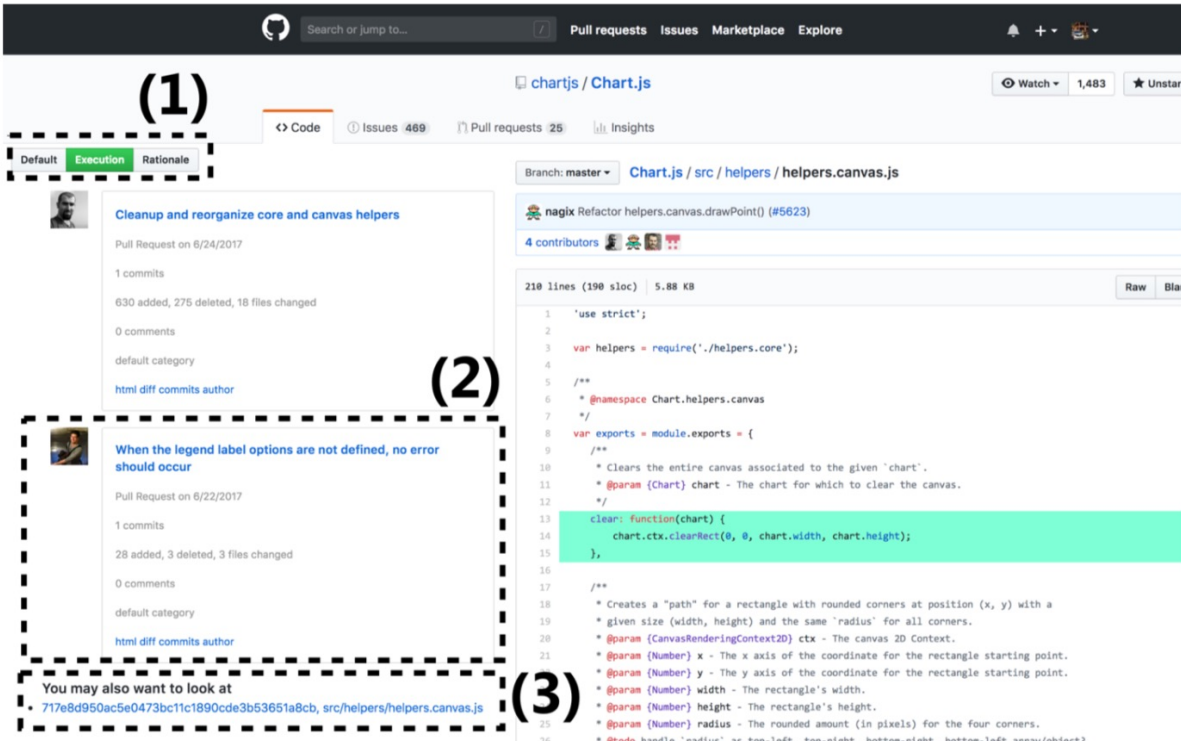 Search or jump to...
/
Pull requests Issues Marketplace Explore
(1)
chartjs / Chart.js
Watch 1,483
Unstar
Code
Issues 469
Pull requests 25
Insights
Default Execution Rationale
Cleanup and reorganize core and canvas helpers
Pull Request on 6/24/2017
1 commits
630 added, 275 deleted, 18 files changed
0 comments
default category
html diff commits author
(2)
When the legend label options are not defined, no error
should occur
Pull Request on 6/22/2017
1 commits
28 added, 3 deleted, 3 files changed
0 comments
default category
html diff commits author
You may also want to look at
• 717e8d950ac5e0473bc11c1890cde3b53651a8cb, src/helpers/helpers.canvas.js
(3)
Branch: master Chart.js / src / helpers / helpers.canvas.js
nagix Refactor helpers.canvas.drawPoint() (#5623)
4 contributors
210 lines (190 sloc) 5.88 KB
Raw
1 'use strict';
2
3 var helpers = require('./helpers.core');
4
5 /**
6 * @namespace Chart.helpers.canvas
7 */
8 var exports = module.exports = {
9 /**
10 * Clears the entire canvas associated to the given `chart`.
11 * @param {Chart} chart - The chart for which to clear the canvas.
12 */
13 clear: function(chart) {
14 chart.ctx.clearRect(0, 0, chart.width, chart.height);
15 },
16
17 /**
18 * Creates a "path" for a rectangle with rounded corners at position (x, y) with a
19 * given size (width, height) and the same `radius` for all corners.
20 * @param {CanvasRenderingContext2D} ctx - The canvas 2D Context.
21 * @param {Number} x - The x axis of the coordinate for the rectangle starting point.
22 * @param {Number} y - The y axis of the coordinate for the rectangle starting point.
* @param {Number} width - The rectangle's width.
* @param {Number} height - The rectangle's height.
25 * @param {Number} radius - The rounded amount (in pixels) for the four corners.